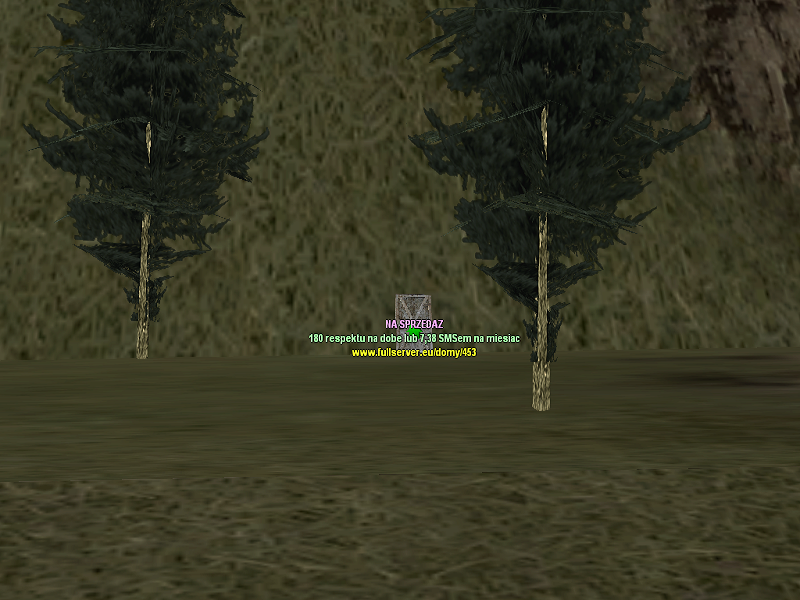 NA SPRZEDAZ
180 respektu na dobe lub 7,38 SMSem na miesiac
www.fullserver.eu/domy/453